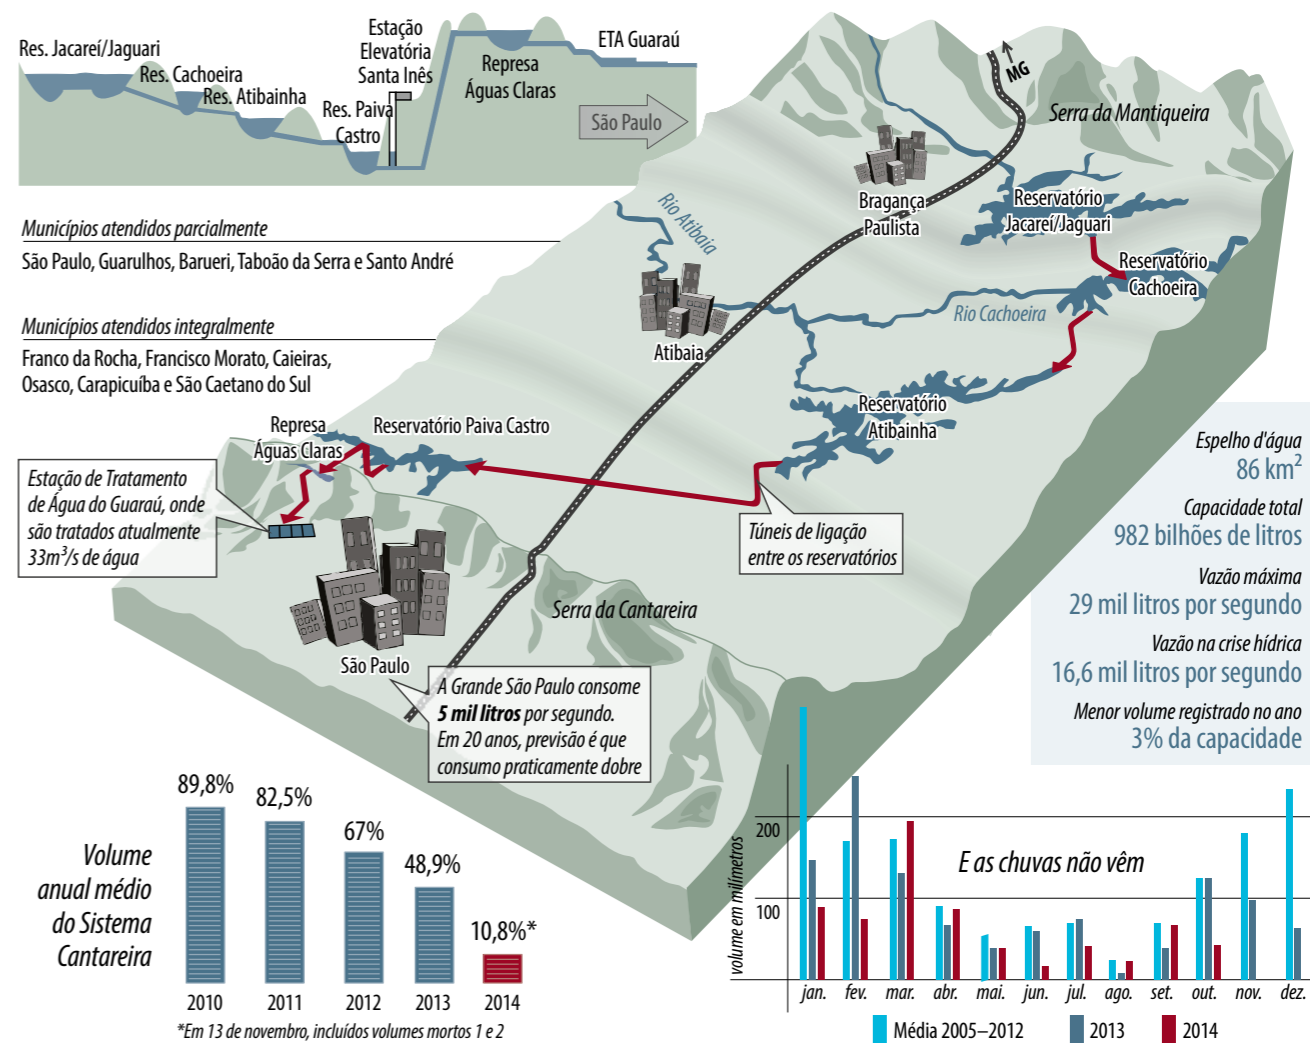 Res. Jacareí/Jaguari
Res. Cachoeira
Res. Atibainha
Res. Paiva
Castro
Estação
Elevatória
Santa Inês
Represa
Águas Claras
ETA Guaraú
São Paulo
Municípios atendidos parcialmente
São Paulo, Guarulhos, Barueri, Taboão da Serra e Santo André
Municípios atendidos integralmente
Franco da Rocha, Francisco Morato, Caieiras,
Osasco, Carapicuíba e São Caetano do Sul
MG
Serra da Mantiqueira
Bragança
Paulista
Reservatório
Jacareí/Jaguari
Reservatório
Cachoeira
Rio Atibaia
Rio Cachoeira
Atibaia
Reservatório
Atibainha
Represa
Águas Claras
Reservatório Paiva Castro
Estação de Tratamento
de Água do Guaraú, onde
são tratados atualmente
33m³/s de água
Túneis de ligação
entre os reservatórios
Serra da Cantareira
São Paulo
A Grande São Paulo consome
5 mil litros por segundo.
Em 20 anos, previsão é que
consumo praticamente dobre
Espelho d'água
86 km²
Capacidade total
982 bilhões de litros
Vazão máxima
29 mil litros por segundo
Vazão na crise hídrica
16,6 mil litros por segundo
Menor volume registrado no ano
3% da capacidade
Volume
anual médio
do Sistema
Cantareira
89,8%
82,5%
67%
48,9%
10,8%*
2010
2011
2012
2013
2014
*Em 13 de novembro, incluídos volumes mortos 1 e 2
E as chuvas não vêm
volume em milímetros
200
100
jan.
fev.
mar.
abr.
mai.
jun.
jul.
ago.
set.
out.
nov.
dez.
Média 2005–2012
2013
2014